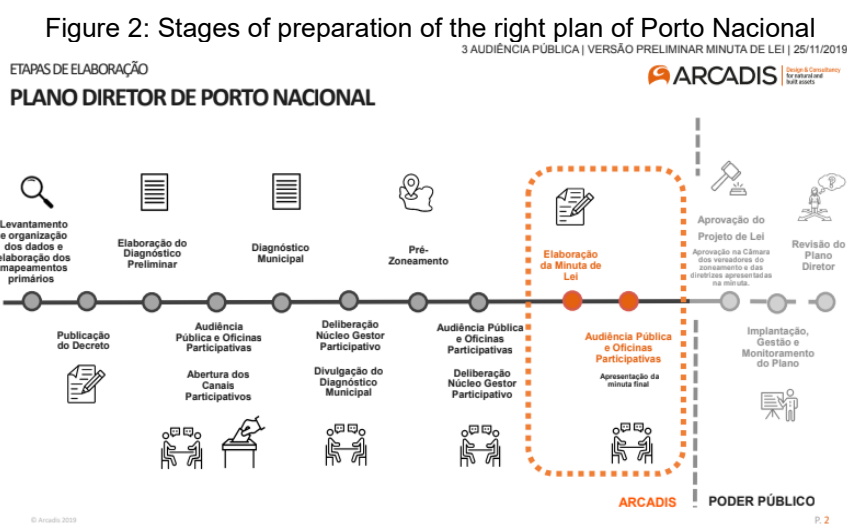 Figure 2: Stages of preparation of the right plan of Porto Nacional
3 AUDIÊNCIA PÚBLICA | VERSÃO PRELIMINAR MINUTA DE LEI | 25/11/2019
ETAPAS DE ELABORAÇÃO
PLANO DIRETOR DE PORTO NACIONAL
ARCADIS
Design & Consultancy
for natural and
built assets
Levantamento
e organização
dos dados e
elaboração dos
mapeamentos
primários
Publicação
do Decreto
Elaboração do
Diagnóstico
Preliminar
Audiência
Pública e Oficinas
Participativas
Abertura dos
Canais
Participativos
Diagnóstico
Municipal
Deliberação
Núcleo Gestor
Participativo
Divulgação do
Diagnóstico
Municipal
Pré-
Zoneamento
Audiência Pública
e Oficinas
Participativas
Deliberação
Núcleo Gestor
Participativo
Elaboração
da Minuta de
Lei
Audiência Pública
e Oficinas
Participativas
Apresentação da
minuta final
Aprovação do
Projeto de Lei
Aprovação na Câmara
dos vereadores do
zoneamento e das
diretrizes apresentadas
na minuta.
Implantação,
Gestão e
Monitoramento
do Plano
Revisão do
Plano
Diretor
ARCADIS
PODER PÚBLICO
© Arcadis 2019
P. 2